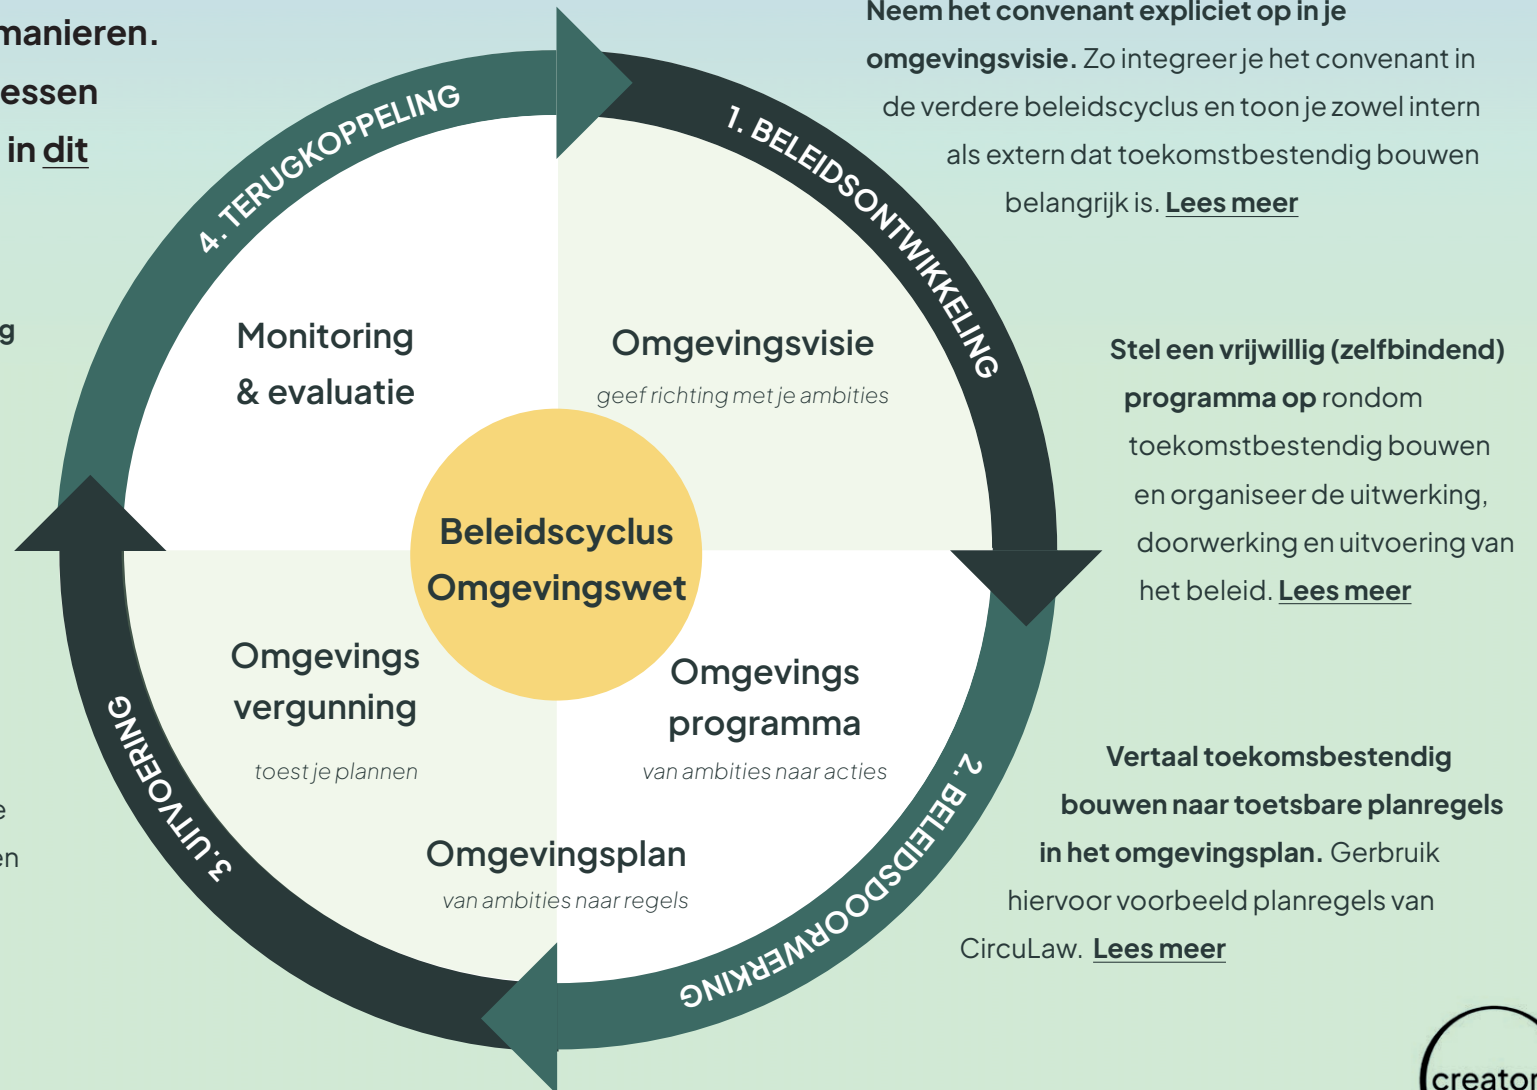 manieren.
essen
in dit
g
e
en
Neem het convenant expliciet op in je
omgevingsvisie. Zo integreer je het convenant in
de verdere beleidscyclus en toon je zowel intern
als extern dat toekomstbestendig bouwen
belangrijk is. Lees meer
Stel een vrijwillig (zelfbindend)
programma op rondom
toekomstbestendig bouwen
en organiseer de uitwerking,
doorwerking en uitvoering van
het beleid. Lees meer
Vertaal toekomsbestendig
bouwen naar toetsbare planregels
in het omgevingsplan. Gerbruik
hiervoor voorbeeld planregels van
CircuLaw. Lees meer
1. BELEIDSONTWIKKELING
2. BELEIDSDOORWERKING
3. UITVOERING
4. TERUGKOPPELING
Monitoring
& evaluatie
Omgevingsvisie
geef richting met je ambities
Beleidscyclus
Omgevingswet
Omgevings
vergunning
toest je plannen
Omgevings
programma
van ambities naar acties
Omgevingsplan
van ambities naar regels
creator